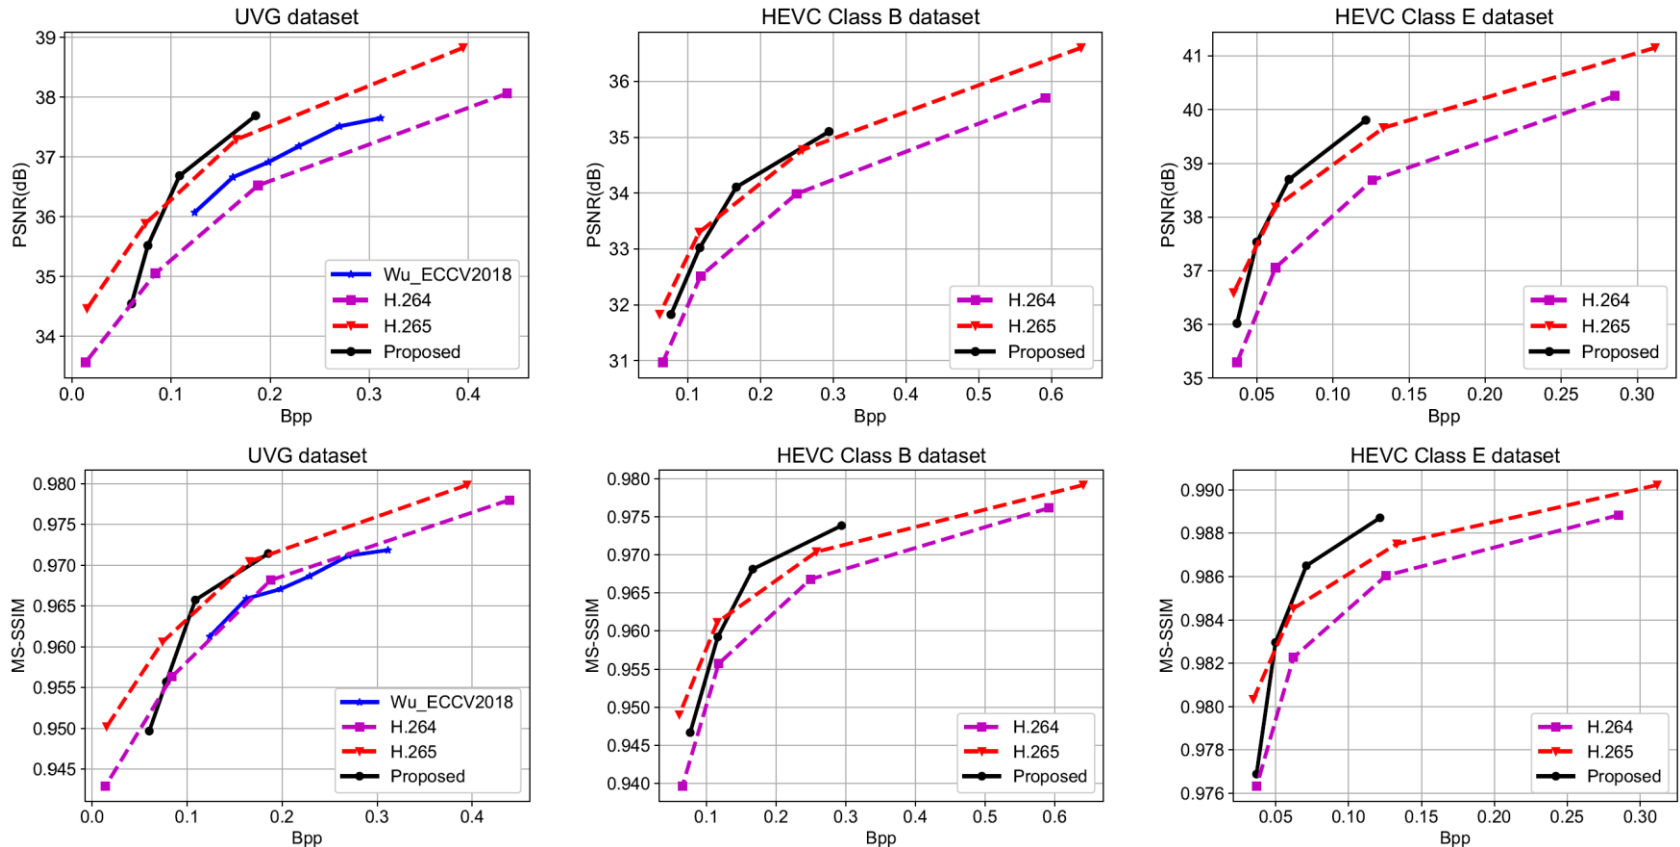 UVG dataset
39
38
37
36
35
34
PSNR(dB)
0.0 0.1 0.2 0.3 0.4
Bpp
Wu_ECCV2018
H.264
H.265
Proposed
HEVC Class B dataset
36
35
34
33
32
31
PSNR(dB)
0.1 0.2 0.3 0.4 0.5 0.6
Bpp
H.264
H.265
Proposed
HEVC Class E dataset
41
40
39
38
37
36
35
PSNR(dB)
0.05 0.10 0.15 0.20 0.25 0.30
Bpp
H.264
H.265
Proposed
UVG dataset
0.980
0.975
0.970
0.965
0.960
0.955
0.950
0.945
MS-SSIM
0.0 0.1 0.2 0.3 0.4
Bpp
Wu_ECCV2018
H.264
H.265
Proposed
HEVC Class B dataset
0.980
0.975
0.970
0.965
0.960
0.955
0.950
0.945
0.940
MS-SSIM
0.1 0.2 0.3 0.4 0.5 0.6
Bpp
H.264
H.265
Proposed
HEVC Class E dataset
0.990
0.988
0.986
0.984
0.982
0.980
0.978
0.976
MS-SSIM
0.05 0.10 0.15 0.20 0.25 0.30
Bpp
H.264
H.265
Proposed